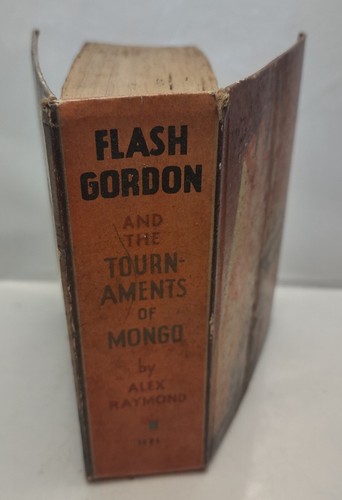 FLASH
GORDON
AND
THE
TOURN-
AMENTS
OF
MONGO
by
ALEX
RAYMOND